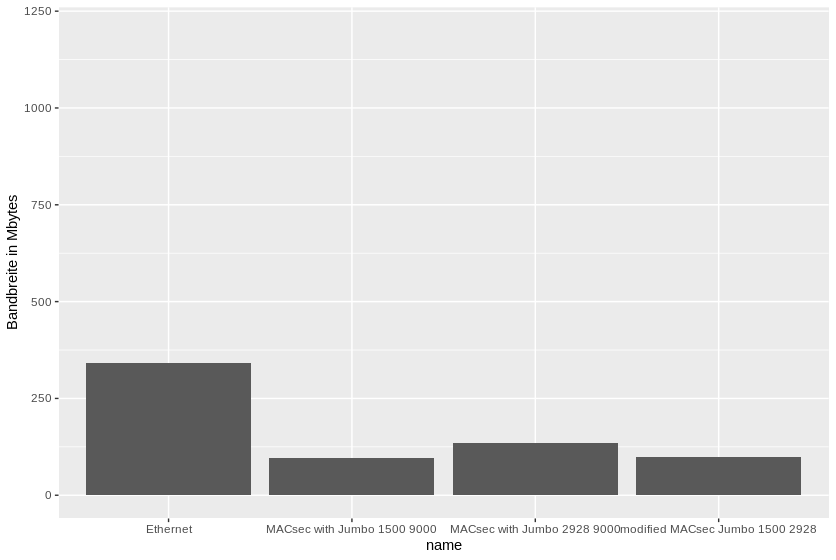 1250
1000
750
500
250
0
Bandbreite in Mbytes
Ethernet
MACsec with Jumbo 1500 9000
MACsec with Jumbo 2928 9000
modified MACsec Jumbo 1500 2928
name